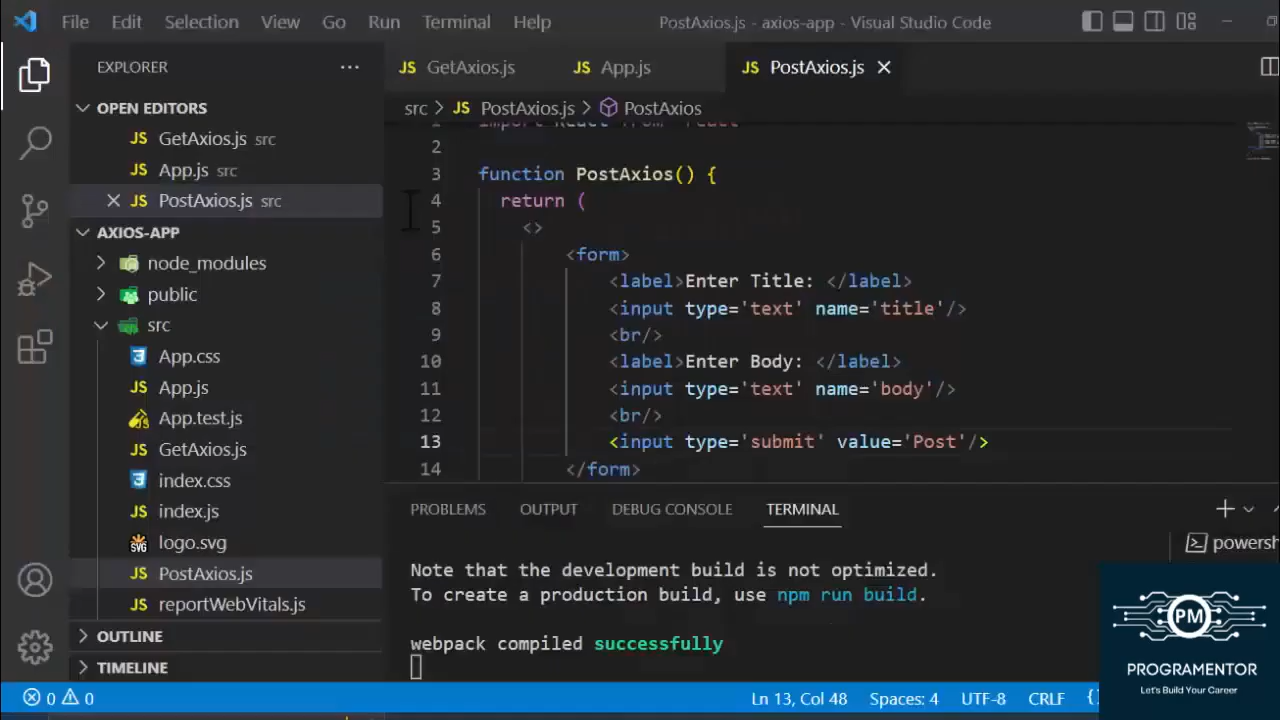 File Edit Selection View Go Run Terminal Help PostAxios.js - axios-app - Visual Studio Code
EXPLORER
OPEN EDITORS
JS GetAxios.js src
JS App.js src
JS PostAxios.js src
AXIOS-APP
node_modules
public
src
App.css
JS App.js
App.test.js
JS GetAxios.js
index.css
JS index.js
SVG logo.svg
JS PostAxios.js
JS reportWebVitals.js
OUTLINE
TIMELINE
JS GetAxios.js JS App.js JS PostAxios.js
src > JS PostAxios.js > PostAxios
1 import React from 'react'
2
3 function PostAxios() {
4 return (
5 <>
6 <form>
7 <label>Enter Title: </label>
8 <input type='text' name='title'/>
9 <br/>
10 <label>Enter Body: </label>
11 <input type='text' name='body'/>
12 <br/>
13 <input type='submit' value='Post'/>
14 </form>
PROBLEMS OUTPUT DEBUG CONSOLE TERMINAL
powersh
Note that the development build is not optimized.
To create a production build, use npm run build.
webpack compiled successfully
PM
PROGRAMENTOR
Let's Build Your Career
0 0 Ln 13, Col 48 Spaces: 4 UTF-8 CRLF {}